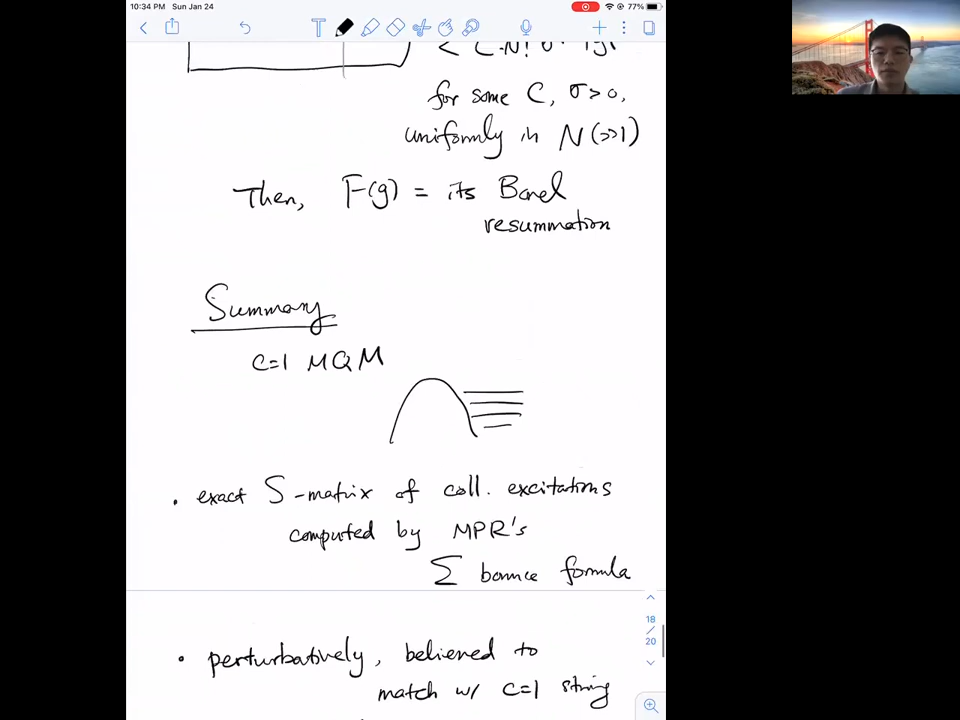 10:34 PM Sun Jan 24
77%
< C·N!
for some C, σ>0,
uniformly in N(>>1)
Then, F(g) = its Borel
resummation
Summary
c=1 MQM
• exact S-matrix of coll. excitations
computed by MPR's
Σ bounce formula
18
/
20
• perturbatively, believed to
match w/ c=1 string